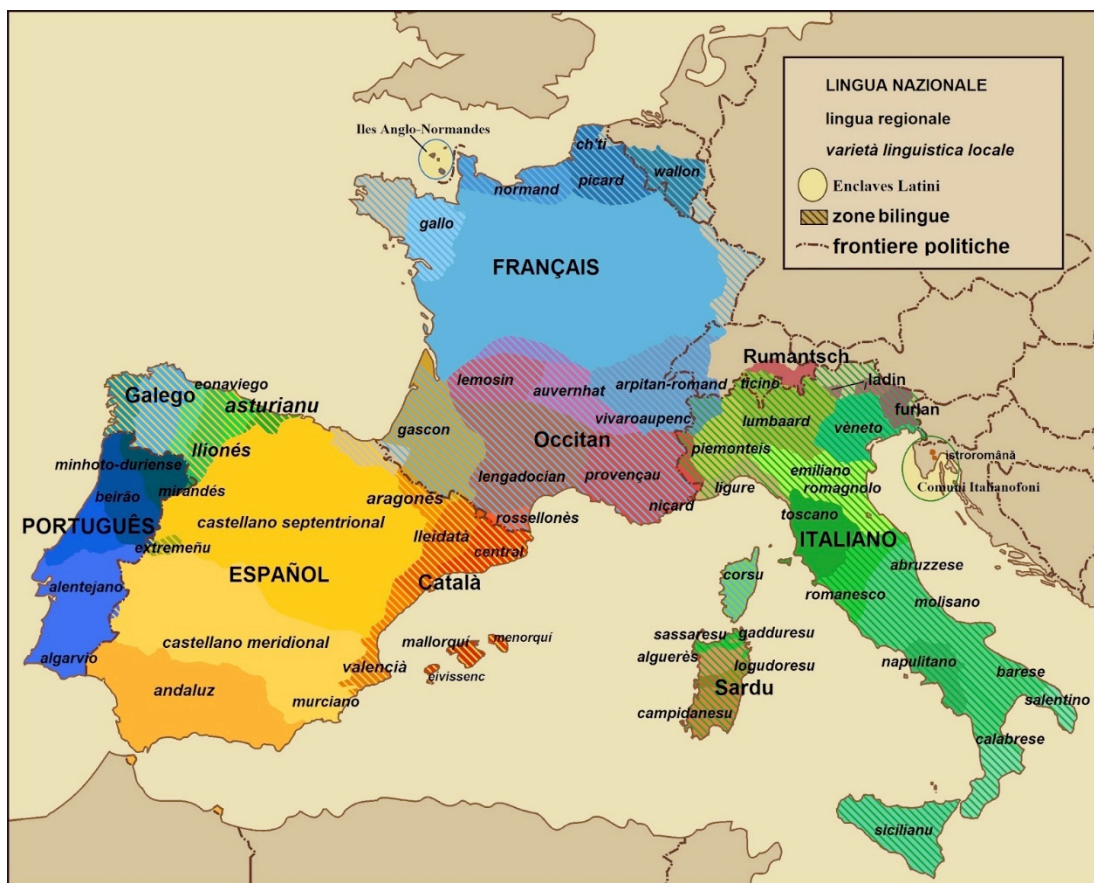 LINGUA NAZIONALE
lingua regionale
varietà linguistica locale
Enclaves Latini
zone bilingue
frontiere politiche
Iles Anglo-Normandes
ch'ti
picard
wallon
normand
gallo
FRANÇAIS
lemosin
auvernhat
arpitan-romand
vivaroaupenc
gascon
Occitan
lengadocian
provençau
niçard
rossellonès
Rumantsch
ticino
ladin
furlan
lumbaard
vèneto
piemonteis
ligure
emiliano
romagnolo
istroromână
Comuni Italianofoni
toscano
ITALIANO
romanesco
abruzzese
molisano
napulitano
barese
salentino
calabrese
sicilianu
corsu
sassaresu
gadduresu
alguerès
logudoresu
Sardu
campidanesu
Galego
eonaviego
asturianu
llionés
minhoto-duriense
mirandés
beirão
PORTUGUÊS
extremeñu
alentejano
algarvio
castellano septentrional
ESPAÑOL
castellano meridional
andaluz
murciano
aragonés
lleidatà
central
Català
mallorquí
menorquí
eivissenc
valençià